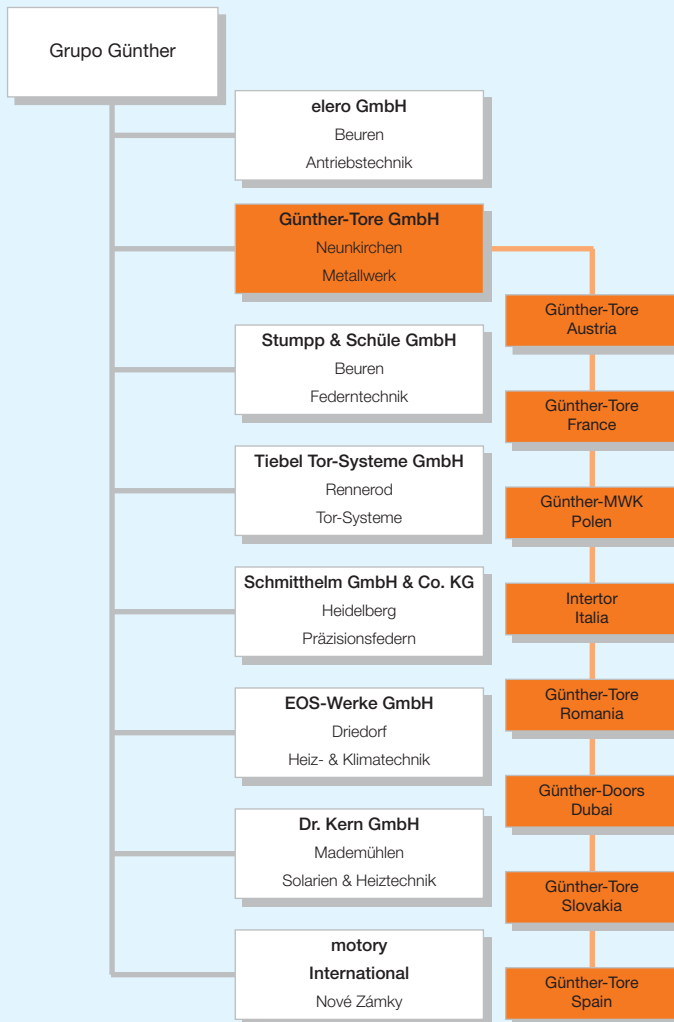 Grupo Günther
elero GmbH
Beuren
Antriebstechnik
Günther-Tore GmbH
Neunkirchen
Metallwerk
Stumpp & Schüle GmbH
Beuren
Federntechnik
Tiebel Tor-Systeme GmbH
Rennerod
Tor-Systeme
Schmitthelm GmbH & Co. KG
Heidelberg
Präzisionsfedern
EOS-Werke GmbH
Driedorf
Heiz- & Klimatechnik
Dr. Kern GmbH
Mademühlen
Solarien & Heiztechnik
motory
International
Nové Zámky
Günther-Tore
Austria
Günther-Tore
France
Günther-MWK
Polen
Intertor
Italia
Günther-Tore
Romania
Günther-Doors
Dubai
Günther-Tore
Slovakia
Günther-Tore
Spain